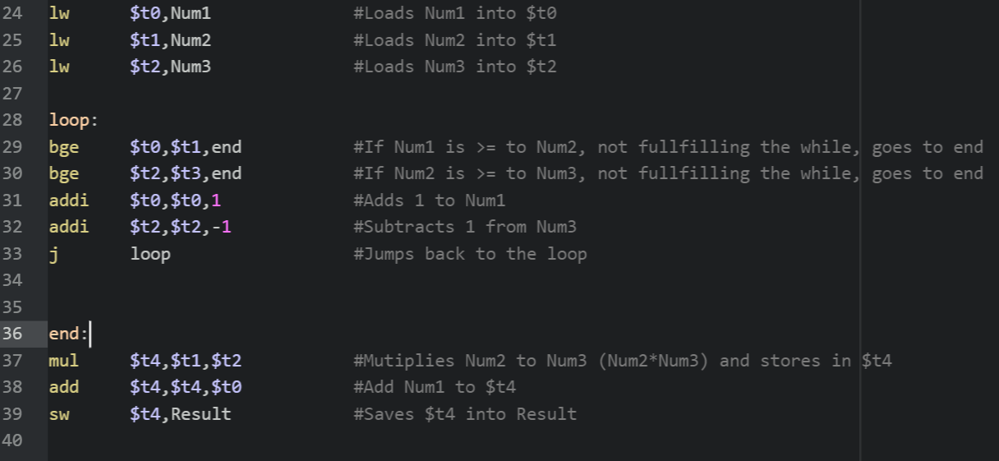 24 lw $t0,Num1 #Loads Num1 into $t0
25 lw $t1,Num2 #Loads Num2 into $t1
26 lw $t2,Num3 #Loads Num3 into $t2
27
28 loop:
29 bge $t0,$t1,end #If Num1 is >= to Num2, not fullfilling the while, goes to end
30 bge $t2,$t3,end #If Num2 is >= to Num3, not fullfilling the while, goes to end
31 addi $t0,$t0,1 #Adds 1 to Num1
32 addi $t2,$t2,-1 #Subtracts 1 from Num3
33 j loop #Jumps back to the loop
34
35
36 end:
37 mul $t4,$t1,$t2 #Mutiplies Num2 to Num3 (Num2*Num3) and stores in $t4
38 add $t4,$t4,$t0 #Add Num1 to $t4
39 sw $t4,Result #Saves $t4 into Result
40